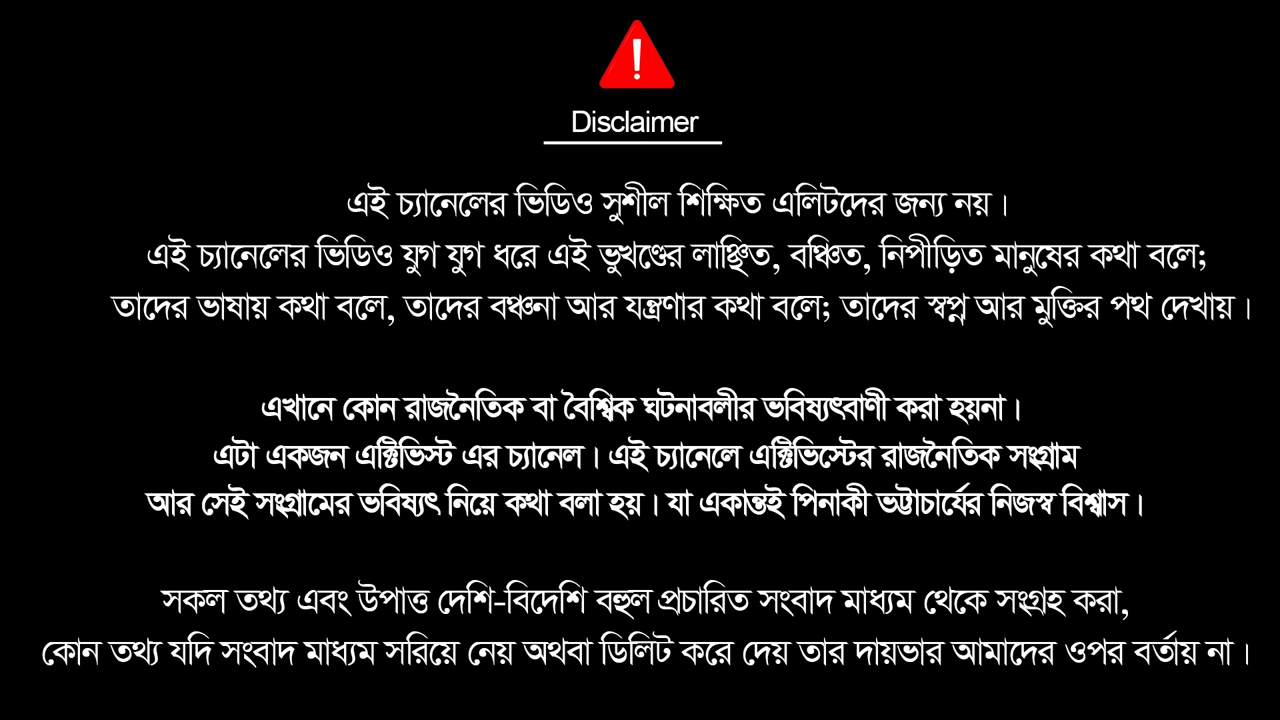 Disclaimer
এই চ্যানেলের ভিডিও সুশীল শিক্ষিত এলিটদের জন্য নয়।
এই চ্যানেলের ভিডিও যুগ যুগ ধরে এই ভুখণ্ডের লাঞ্ছিত, বঞ্চিত, নিপীড়িত মানুষের কথা বলে;
তাদের ভাষায় কথা বলে, তাদের বঞ্চনা আর যন্ত্রণার কথা বলে; তাদের স্বপ্ন আর মুক্তির পথ দেখায়।
এখানে কোন রাজনৈতিক বা বৈশ্বিক ঘটনাবলীর ভবিষ্যৎবাণী করা হয়না।
এটা একজন এক্টিভিস্ট এর চ্যানেল। এই চ্যানেলে এক্টিভিস্টের রাজনৈতিক সংগ্রাম
আর সেই সংগ্রামের ভবিষ্যৎ নিয়ে কথা বলা হয়। যা একান্তই পিনাকী ভট্টাচার্যের নিজস্ব বিশ্বাস।
সকল তথ্য এবং উপাত্ত দেশি-বিদেশি বহুল প্রচারিত সংবাদ মাধ্যম থেকে সংগ্রহ করা,
কোন তথ্য যদি সংবাদ মাধ্যম সরিয়ে নেয় অথবা ডিলিট করে দেয় তার দায়ভার আমাদের ওপর বর্তায় না।